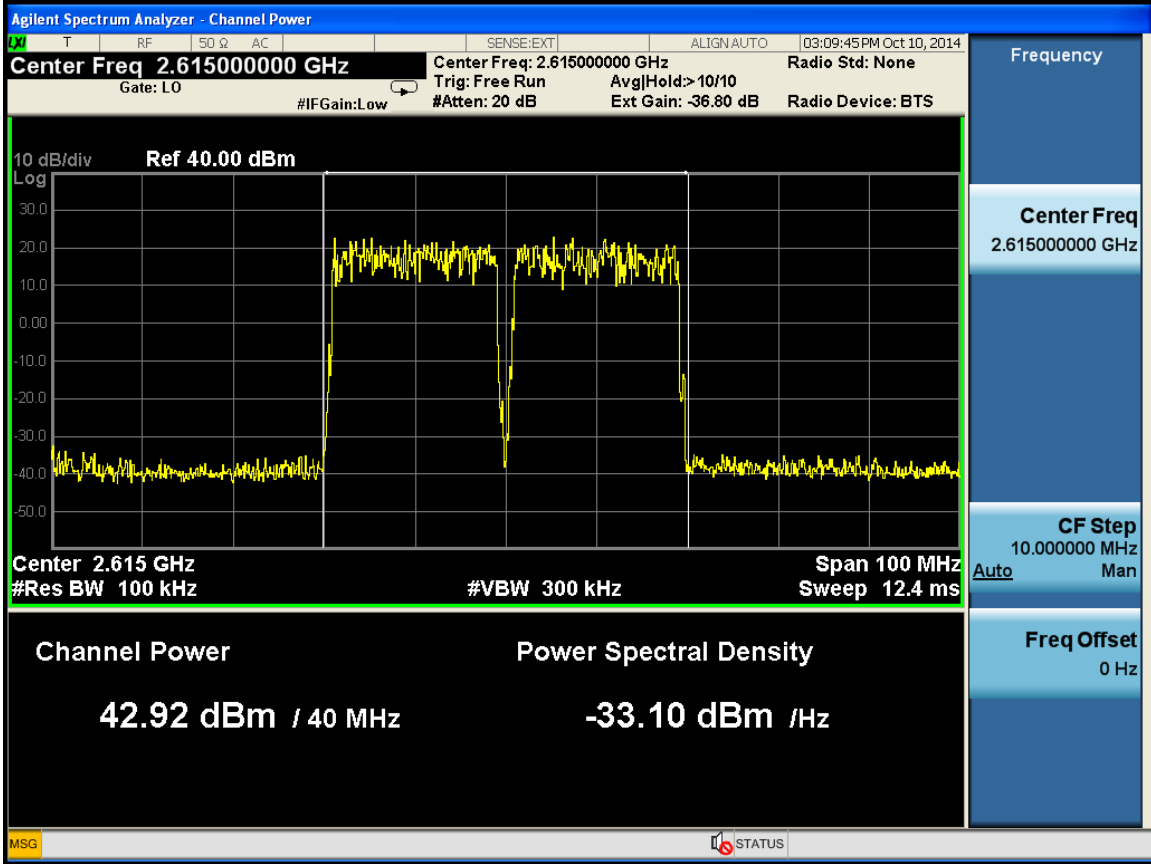 Agilent Spectrum Analyzer - Channel Power
LXI T RF 50 Ω AC SENSE:EXT ALIGN AUTO 03:09:45 PM Oct 10, 2014
Center Freq 2.615000000 GHz
Gate: LO
#IFGain:Low
Center Freq: 2.615000000 GHz
Trig: Free Run Avg|Hold:> 10/10
#Atten: 20 dB Ext Gain: -36.80 dB
Radio Std: None
Radio Device: BTS
10 dB/div Ref 40.00 dBm
Log
30.0
20.0
10.0
0.00
-10.0
-20.0
-30.0
-40.0
-50.0
Center 2.615 GHz Span 100 MHz
#Res BW 100 kHz #VBW 300 kHz Sweep 12.4 ms
Channel Power Power Spectral Density
42.92 dBm / 40 MHz -33.10 dBm /Hz
Frequency
Center Freq
2.615000000 GHz
CF Step
10.000000 MHz
Auto Man
Freq Offset
0 Hz
MSG STATUS